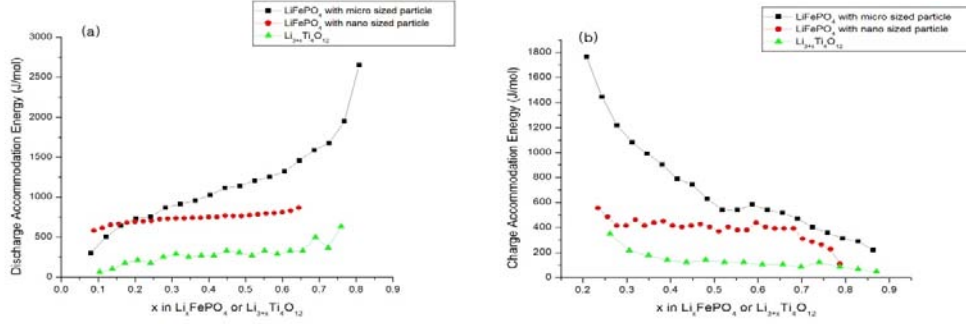 (a)
LiFePO₄ with micro sized particle
LiFePO₄ with nano sized particle
Li₃₊ₓTi₄O₁₂
Discharge Accommodation Energy (J/mol)
3000
2500
2000
1500
1000
500
0
0.0 0.1 0.2 0.3 0.4 0.5 0.6 0.7 0.8 0.9
x in LiₓFePO₄ or Li₃₊ₓTi₄O₁₂
(b)
LiFePO₄ with micro sized particle
LiFePO₄ with nano sized particle
Li₃₊ₓTi₄O₁₂
Charge Accommodation Energy (J/mol)
1800
1600
1400
1200
1000
800
600
400
200
0
0.1 0.2 0.3 0.4 0.5 0.6 0.7 0.8 0.9
x in LiₓFePO₄ or Li₃₊ₓTi₄O₁₂